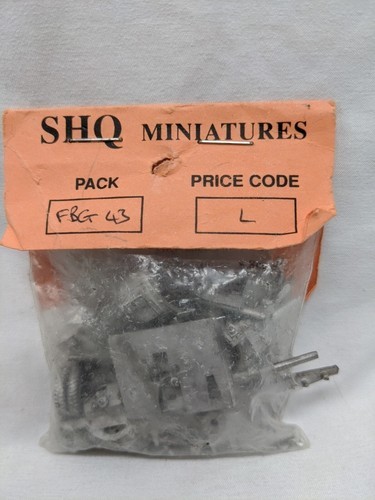 SHQ MINIATURES
PACK PRICE CODE
FBG 43 L